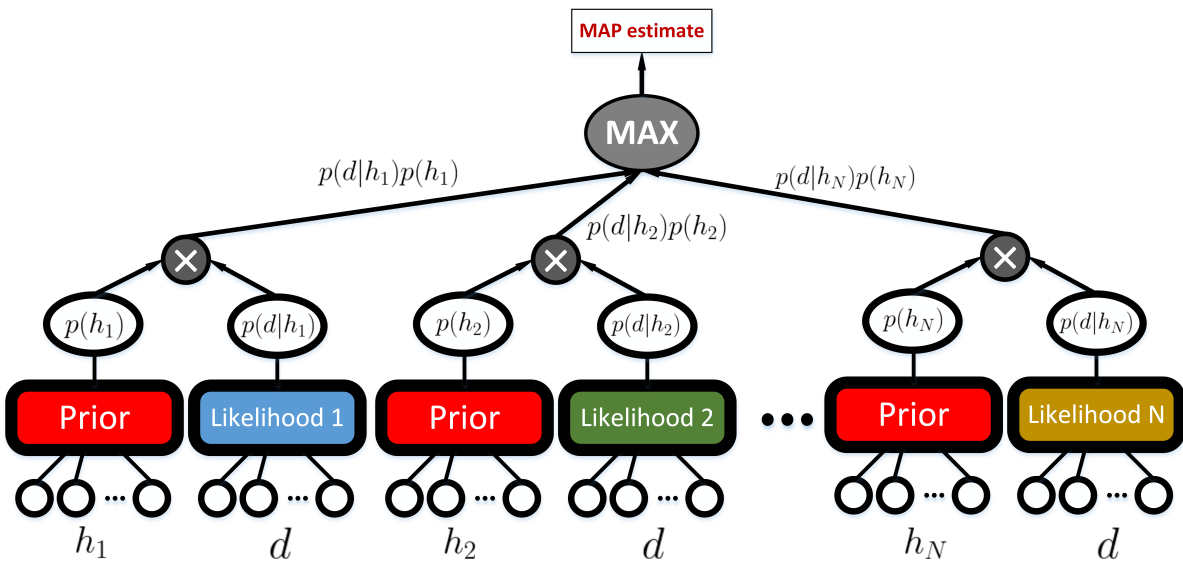 MAP estimate
MAX
p(d|h_1)p(h_1)
p(d|h_2)p(h_2)
p(d|h_N)p(h_N)
×
×
×
p(h_1)
p(d|h_1)
p(h_2)
p(d|h_2)
p(h_N)
p(d|h_N)
Prior
Likelihood 1
Prior
Likelihood 2
•••
Prior
Likelihood N
...
...
...
...
...
...
h_1
d
h_2
d
h_N
d